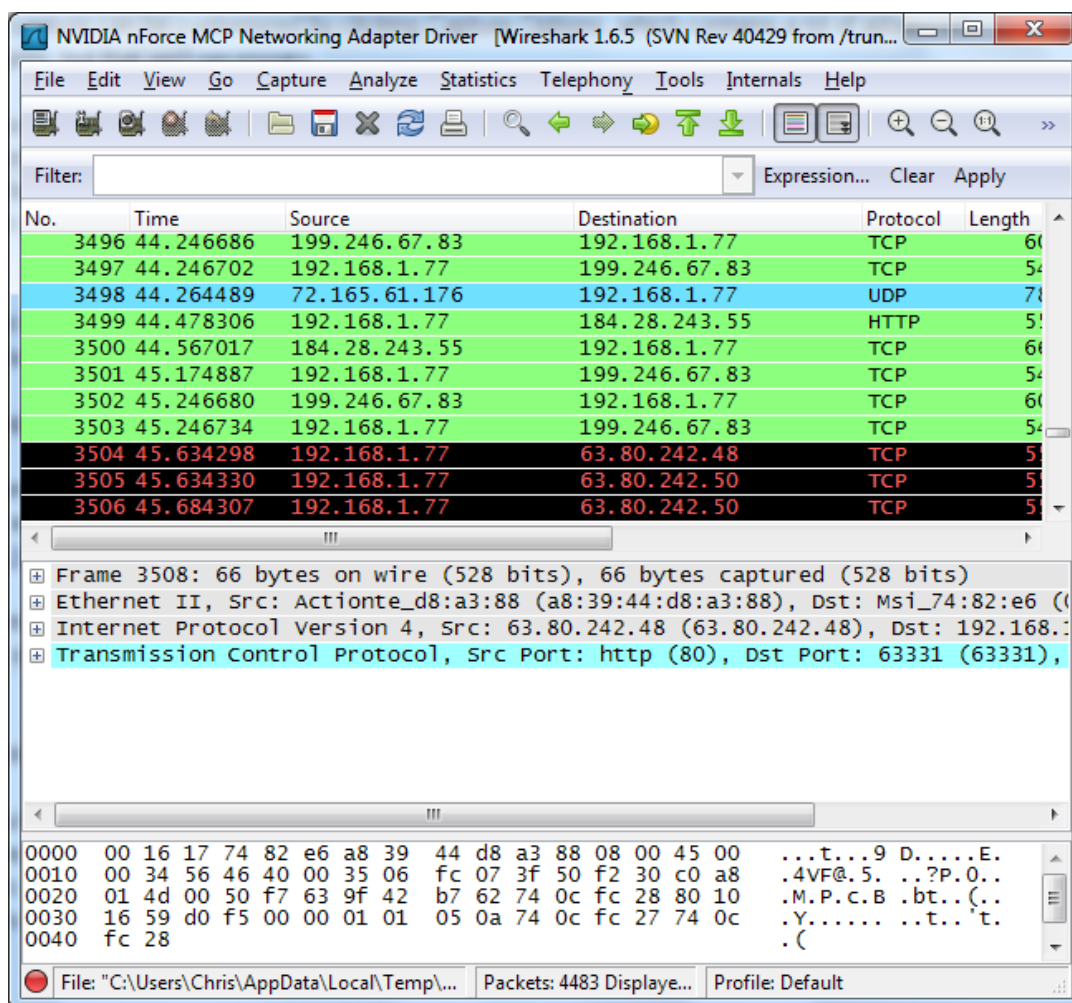 NVIDIA nForce MCP Networking Adapter Driver [Wireshark 1.6.5 (SVN Rev 40429 from /trun...
File Edit View Go Capture Analyze Statistics Telephony Tools Internals Help
Filter: Expression... Clear Apply
No. Time Source Destination Protocol Length
3496 44.246686 199.246.67.83 192.168.1.77 TCP 60
3497 44.246702 192.168.1.77 199.246.67.83 TCP 54
3498 44.264489 72.165.61.176 192.168.1.77 UDP 78
3499 44.478306 192.168.1.77 184.28.243.55 HTTP 5
3500 44.567017 184.28.243.55 192.168.1.77 TCP 66
3501 45.174887 192.168.1.77 199.246.67.83 TCP 54
3502 45.246680 199.246.67.83 192.168.1.77 TCP 60
3503 45.246734 192.168.1.77 199.246.67.83 TCP 54
3504 45.634298 192.168.1.77 63.80.242.48 TCP 5
3505 45.634330 192.168.1.77 63.80.242.50 TCP 5
3506 45.684307 192.168.1.77 63.80.242.50 TCP 5
Frame 3508: 66 bytes on wire (528 bits), 66 bytes captured (528 bits)
Ethernet II, Src: Actionte_d8:a3:88 (a8:39:44:d8:a3:88), Dst: Msi_74:82:e6 (
Internet Protocol Version 4, Src: 63.80.242.48 (63.80.242.48), Dst: 192.168.1
Transmission Control Protocol, Src Port: http (80), Dst Port: 63331 (63331),
0000 00 16 17 74 82 e6 a8 39 44 d8 a3 88 08 00 45 00 ...t...9 D.....E.
0010 00 34 56 46 40 00 35 06 fc 07 3f 50 f2 30 c0 a8 .4VF@.5. ..?P.0..
0020 01 4d 00 50 f7 63 9f 42 b7 62 74 0c fc 28 80 10 .M.P.c.B .bt..(..
0030 16 59 d0 f5 00 00 01 01 05 0a 74 0c fc 27 74 0c .Y...... ..t..'t.
0040 fc 28 .(
File: "C:\Users\Chris\AppData\Local\Temp\... Packets: 4483 Displaye... Profile: Default